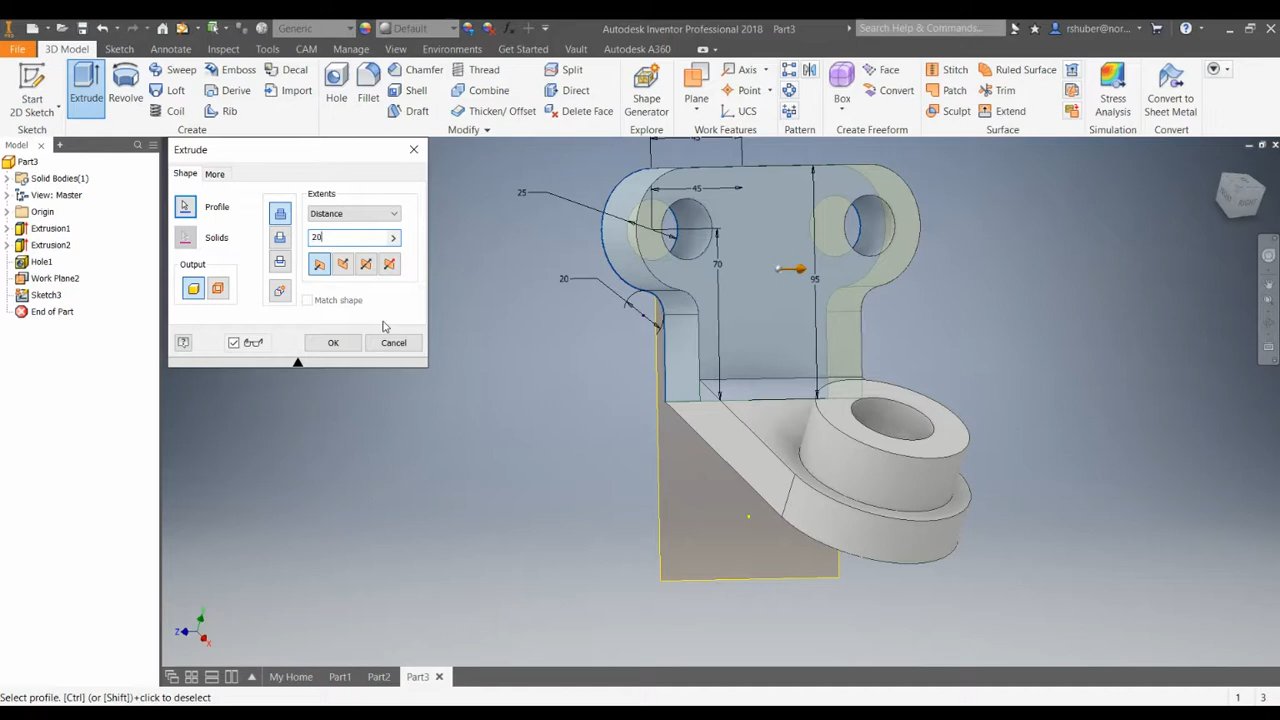 Generic
Default
Autodesk Inventor Professional 2018 Part3
Search Help & Commands...
rshuber@nor...
File 3D Model Sketch Annotate Inspect Tools CAM Manage View Environments Get Started Vault Autodesk A360
Start
2D Sketch
Extrude
Revolve
Sweep
Loft
Coil
Emboss
Derive
Rib
Decal
Import
Hole
Fillet
Chamfer
Shell
Draft
Thread
Combine
Thicken/ Offset
Split
Direct
Delete Face
Shape
Generator
Plane
Axis
Point
UCS
Box
Face
Convert
Stitch
Patch
Sculpt
Ruled Surface
Trim
Extend
Stress
Analysis
Convert to
Sheet Metal
Sketch Create Modify Explore Work Features Pattern Create Freeform Surface Simulation Convert
Model
Part3
Solid Bodies(1)
View: Master
Origin
Extrusion1
Extrusion2
Hole1
Work Plane2
Sketch3
End of Part
Extrude
Shape More
Profile
Solids
Output
Extents
Distance
20
Match shape
OK Cancel
45
25
45
70
95
20
RIGHT
Z
X
My Home Part1 Part2 Part3
Select profile. [Ctrl] (or [Shift])+click to deselect
1 3